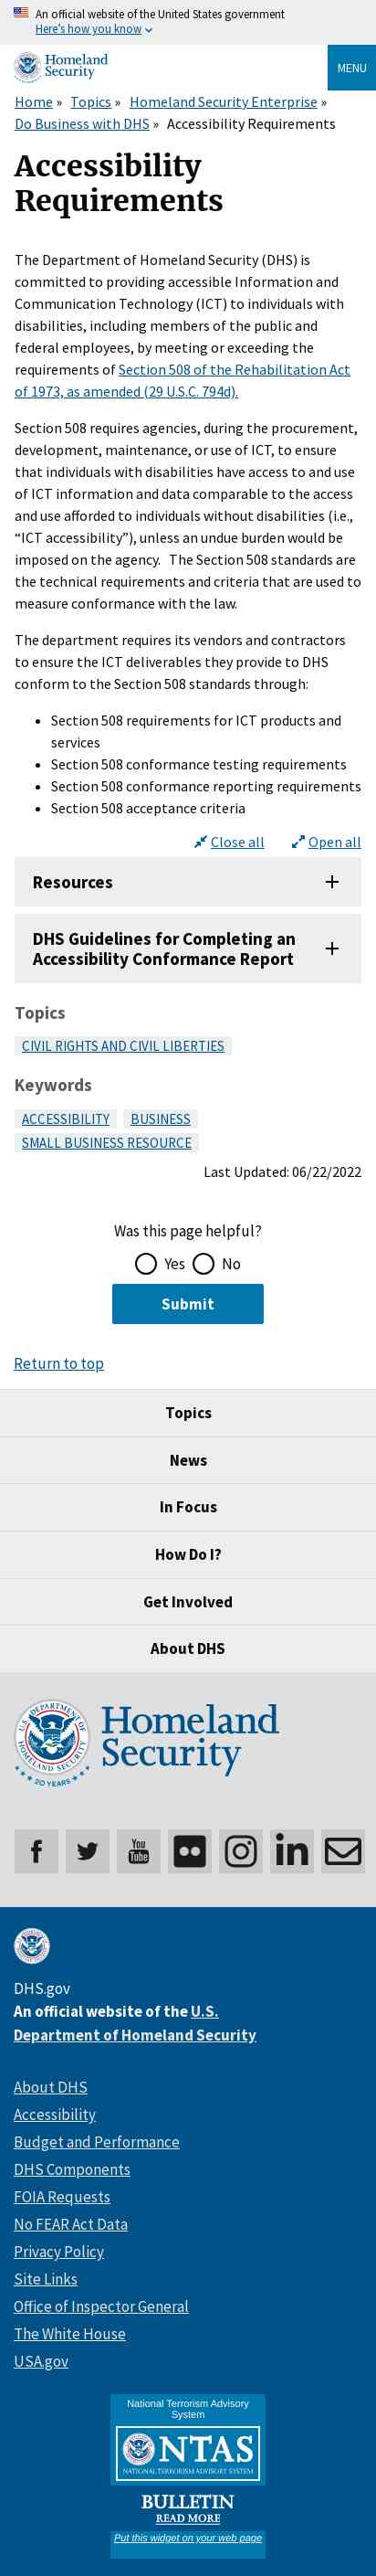 An official website of the United States government
Here's how you know
Homeland
Security
MENU
Home » Topics » Homeland Security Enterprise »
Do Business with DHS » Accessibility Requirements
Accessibility
Requirements
The Department of Homeland Security (DHS) is
committed to providing accessible Information and
Communication Technology (ICT) to individuals with
disabilities, including members of the public and
federal employees, by meeting or exceeding the
requirements of Section 508 of the Rehabilitation Act
of 1973, as amended (29 U.S.C. 794d).
Section 508 requires agencies, during the procurement,
development, maintenance, or use of ICT, to ensure
that individuals with disabilities have access to and use
of ICT information and data comparable to the access
and use afforded to individuals without disabilities (i.e.,
“ICT accessibility”), unless an undue burden would be
imposed on the agency. The Section 508 standards are
the technical requirements and criteria that are used to
measure conformance with the law.
The department requires its vendors and contractors
to ensure the ICT deliverables they provide to DHS
conform to the Section 508 standards through:
• Section 508 requirements for ICT products and
services
• Section 508 conformance testing requirements
• Section 508 conformance reporting requirements
• Section 508 acceptance criteria
Close all Open all
Resources
DHS Guidelines for Completing an
Accessibility Conformance Report
Topics
CIVIL RIGHTS AND CIVIL LIBERTIES
Keywords
ACCESSIBILITY BUSINESS
SMALL BUSINESS RESOURCE
Last Updated: 06/22/2022
Was this page helpful?
Yes No
Submit
Return to top
Topics
News
In Focus
How Do I?
Get Involved
About DHS
U.S. DEPARTMENT OF HOMELAND SECURITY
20 YEARS
Homeland
Security
You
Tube
DHS.gov
An official website of the U.S.
Department of Homeland Security
About DHS
Accessibility
Budget and Performance
DHS Components
FOIA Requests
No FEAR Act Data
Privacy Policy
Site Links
Office of Inspector General
The White House
USA.gov
National Terrorism Advisory
System
NTAS
NATIONAL TERRORISM ADVISORY SYSTEM
BULLETIN
READ MORE
Put this widget on your web page